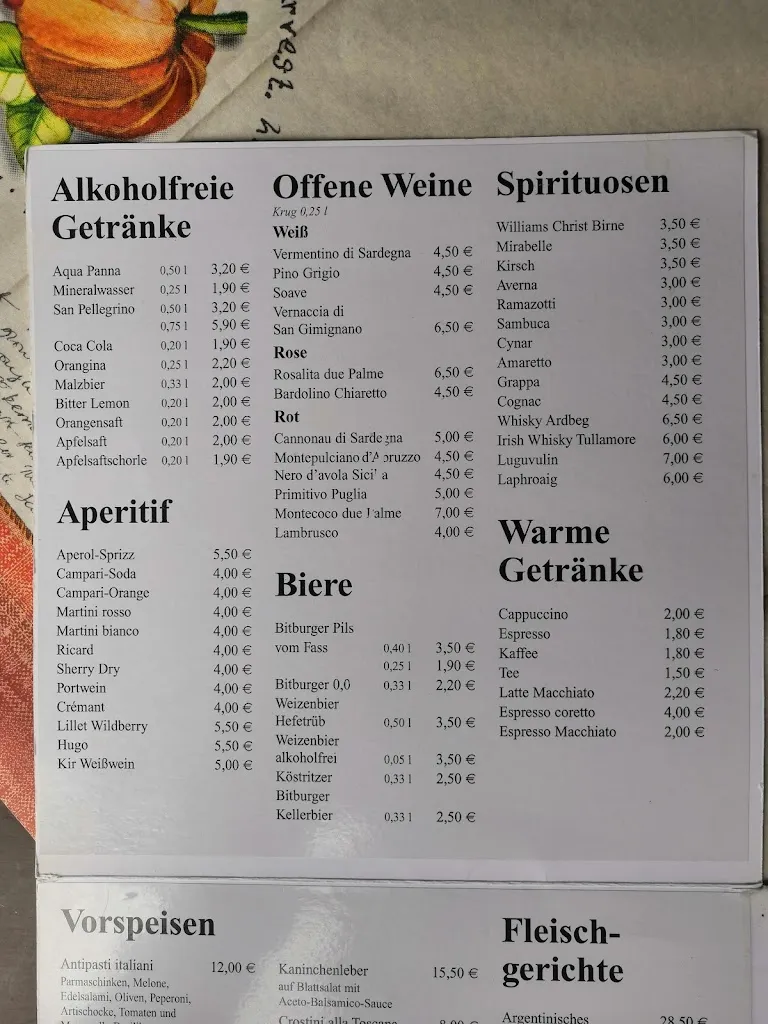 rvest. h
Alkoholfreie
Getränke
Aqua Panna 0,50 l 3,20 €
Mineralwasser 0,25 l 1,90 €
San Pellegrino 0,50 l 3,20 €
0,75 l 5,90 €
Coca Cola 0,20 l 1,90 €
Orangina 0,25 l 2,20 €
Malzbier 0,33 l 2,00 €
Bitter Lemon 0,20 l 2,00 €
Orangensaft 0,20 l 2,00 €
Apfelsaft 0,20 l 2,00 €
Apfelsaftschorle 0,20 l 1,90 €
Aperitif
Aperol-Sprizz 5,50 €
Campari-Soda 4,00 €
Campari-Orange 4,00 €
Martini rosso 4,00 €
Martini bianco 4,00 €
Ricard 4,00 €
Sherry Dry 4,00 €
Portwein 4,00 €
Crémant 4,00 €
Lillet Wildberry 5,50 €
Hugo 5,50 €
Kir Weißwein 5,00 €
Offene Weine
Krug 0,25 l
Weiß
Vermentino di Sardegna 4,50 €
Pino Grigio 4,50 €
Soave 4,50 €
Vernaccia di
San Gimignano 6,50 €
Rose
Rosalita due Palme 6,50 €
Bardolino Chiaretto 4,50 €
Rot
Cannonau di Sardegna 5,00 €
Montepulciano d'Abruzzo 4,50 €
Nero d'avola Sicilia 4,50 €
Primitivo Puglia 5,00 €
Montecoco due Palme 7,00 €
Lambrusco 4,00 €
Biere
Bitburger Pils
vom Fass 0,40 l 3,50 €
0,25 l 1,90 €
Bitburger 0,0 0,33 l 2,20 €
Weizenbier
Hefetrüb 0,50 l 3,50 €
Weizenbier
alkoholfrei 0,05 l 3,50 €
Köstritzer 0,33 l 2,50 €
Bitburger
Kellerbier 0,33 l 2,50 €
Spirituosen
Williams Christ Birne 3,50 €
Mirabelle 3,50 €
Kirsch 3,50 €
Averna 3,00 €
Ramazotti 3,00 €
Sambuca 3,00 €
Cynar 3,00 €
Amaretto 3,00 €
Grappa 4,50 €
Cognac 4,50 €
Whisky Ardbeg 6,50 €
Irish Whisky Tullamore 6,00 €
Luguvulin 7,00 €
Laphroaig 6,00 €
Warme
Getränke
Cappuccino 2,00 €
Espresso 1,80 €
Kaffee 1,80 €
Tee 1,50 €
Latte Macchiato 2,20 €
Espresso coretto 4,00 €
Espresso Macchiato 2,00 €
Vorspeisen
Antipasti italiani 12,00 €
Parmaschinken, Melone,
Edelsalami, Oliven, Peperoni,
Artischocke, Tomaten und
Kaninchenleber 15,50 €
auf Blattsalat mit
Aceto-Balsamico-Sauce
Crostini alla Toscana
Fleisch-
gerichte
Argentinisches 28,50 €